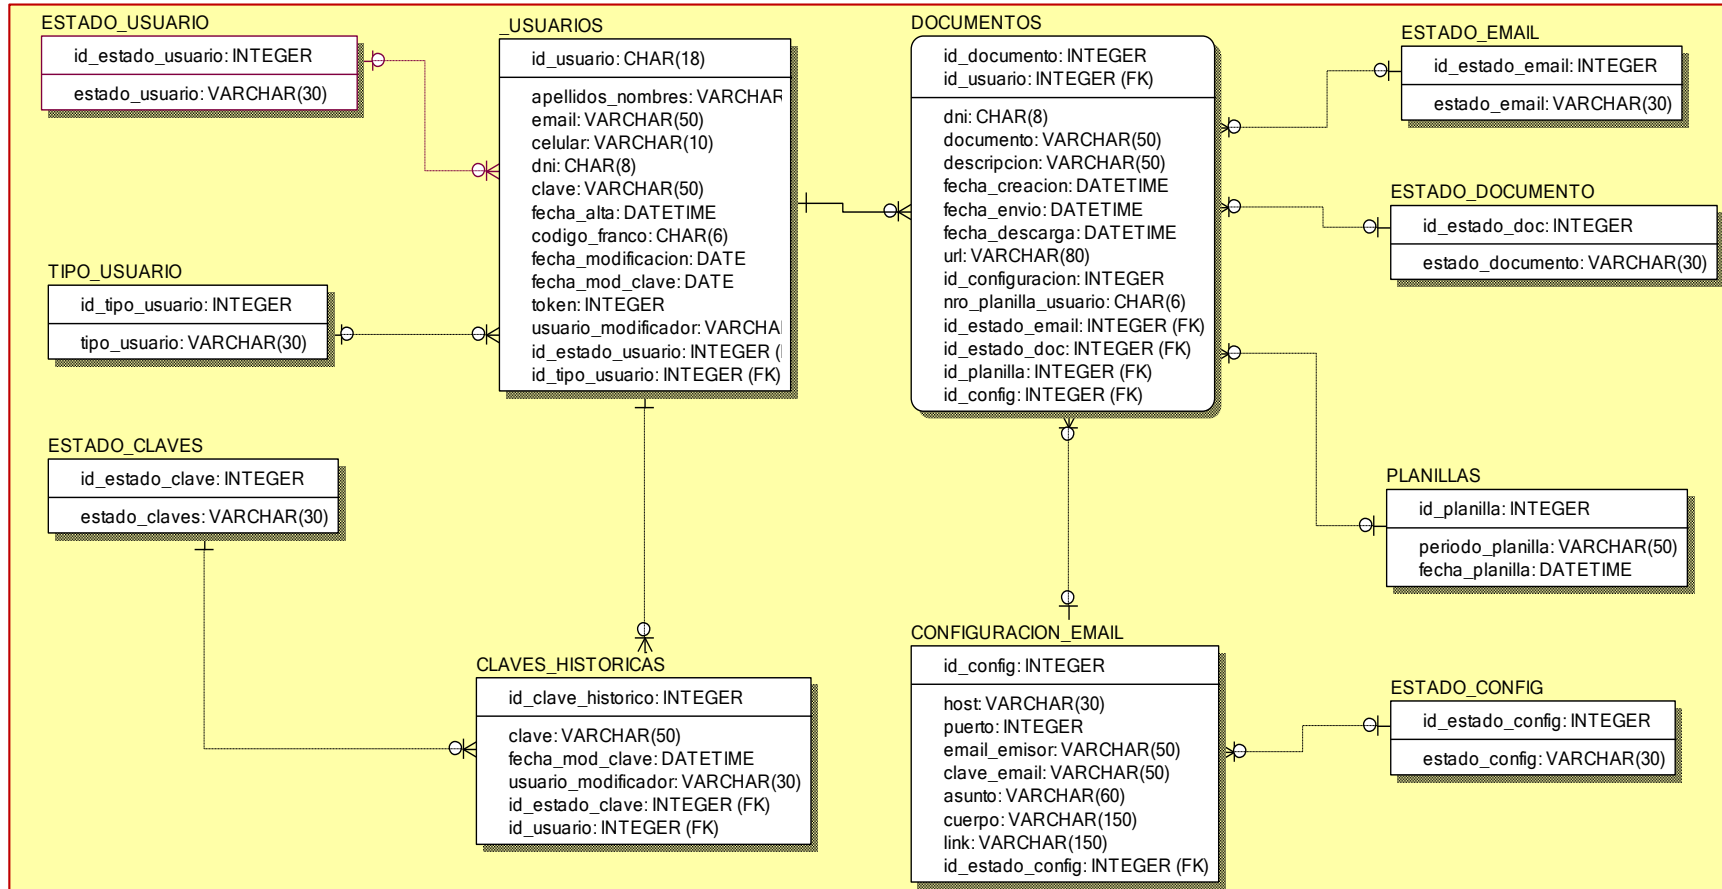 ESTADO_USUARIO
id_estado_usuario: INTEGER
estado_usuario: VARCHAR(30)
_USUARIOS
id_usuario: CHAR(18)
apellidos_nombres: VARCHAR
email: VARCHAR(50)
celular: VARCHAR(10)
dni: CHAR(8)
clave: VARCHAR(50)
fecha_alta: DATETIME
codigo_franco: CHAR(6)
fecha_modificacion: DATE
fecha_mod_clave: DATE
token: INTEGER
usuario_modificador: VARCHA
id_estado_usuario: INTEGER (
id_tipo_usuario: INTEGER (FK)
DOCUMENTOS
id_documento: INTEGER
id_usuario: INTEGER (FK)
dni: CHAR(8)
documento: VARCHAR(50)
descripcion: VARCHAR(50)
fecha_creacion: DATETIME
fecha_envio: DATETIME
fecha_descarga: DATETIME
url: VARCHAR(80)
id_configuracion: INTEGER
nro_planilla_usuario: CHAR(6)
id_estado_email: INTEGER (FK)
id_estado_doc: INTEGER (FK)
id_planilla: INTEGER (FK)
id_config: INTEGER (FK)
ESTADO_EMAIL
id_estado_email: INTEGER
estado_email: VARCHAR(30)
ESTADO_DOCUMENTO
id_estado_doc: INTEGER
estado_documento: VARCHAR(30)
TIPO_USUARIO
id_tipo_usuario: INTEGER
tipo_usuario: VARCHAR(30)
ESTADO_CLAVES
id_estado_clave: INTEGER
estado_claves: VARCHAR(30)
PLANILLAS
id_planilla: INTEGER
periodo_planilla: VARCHAR(50)
fecha_planilla: DATETIME
CLAVES_HISTORICAS
id_clave_historico: INTEGER
clave: VARCHAR(50)
fecha_mod_clave: DATETIME
usuario_modificador: VARCHAR(30)
id_estado_clave: INTEGER (FK)
id_usuario: INTEGER (FK)
CONFIGURACION_EMAIL
id_config: INTEGER
host: VARCHAR(30)
puerto: INTEGER
email_emisor: VARCHAR(50)
clave_email: VARCHAR(50)
asunto: VARCHAR(60)
cuerpo: VARCHAR(150)
link: VARCHAR(150)
id_estado_config: INTEGER (FK)
ESTADO_CONFIG
id_estado_config: INTEGER
estado_config: VARCHAR(30)